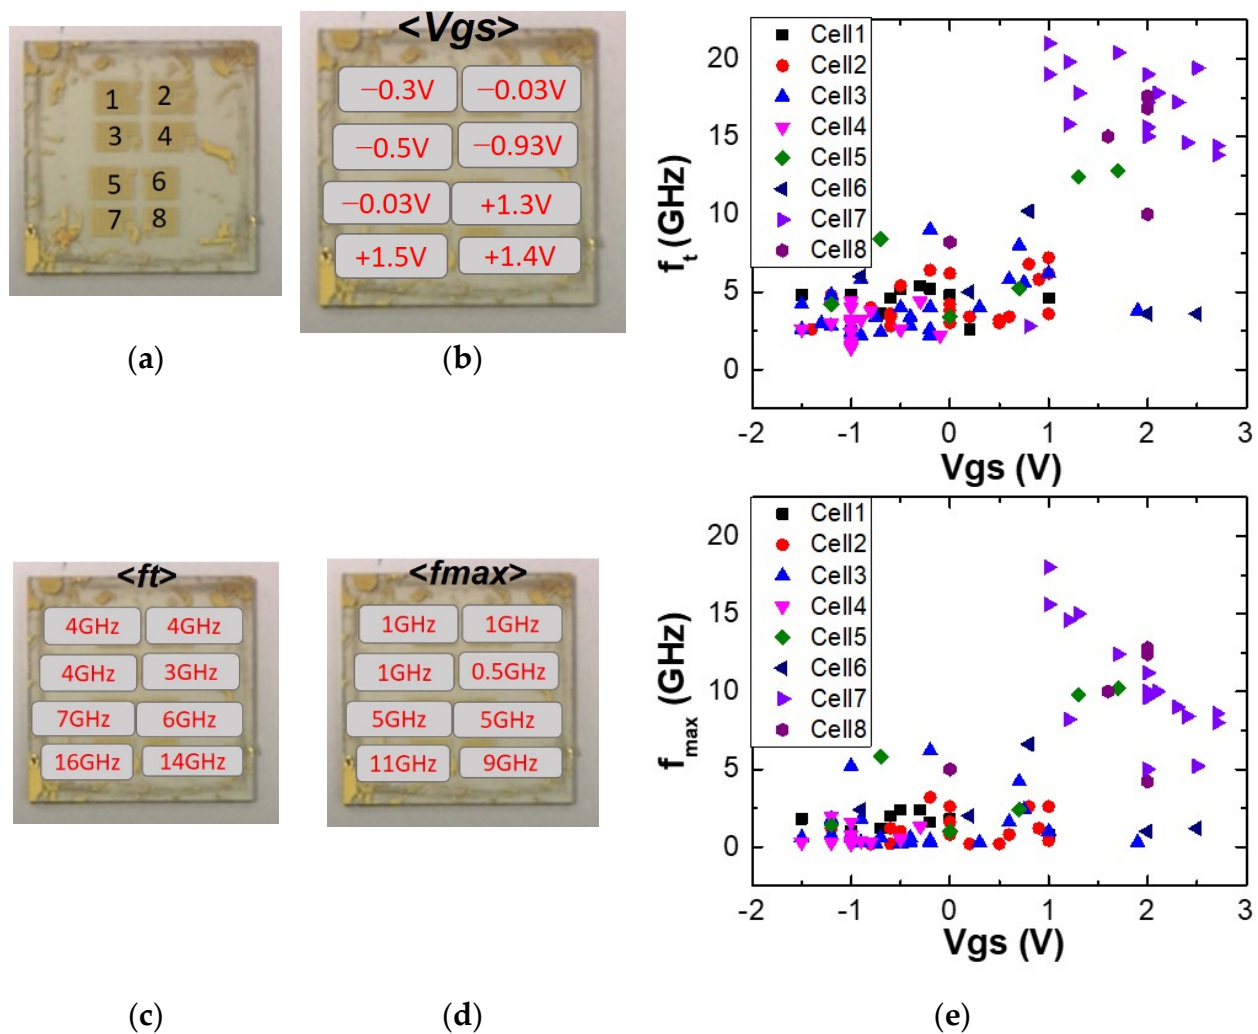 1 2
3 4
5 6
7 8
(a)
<Vgs>
−0.3V −0.03V
−0.5V −0.93V
−0.03V +1.3V
+1.5V +1.4V
(b)
<ft>
4GHz 4GHz
4GHz 3GHz
7GHz 6GHz
16GHz 14GHz
(c)
<fmax>
1GHz 1GHz
1GHz 0.5GHz
5GHz 5GHz
11GHz 9GHz
(d)
Cell1
Cell2
Cell3
Cell4
Cell5
Cell6
Cell7
Cell8
20
15
10
5
0
ft (GHz)
-2 -1 0 1 2 3
Vgs (V)
Cell1
Cell2
Cell3
Cell4
Cell5
Cell6
Cell7
Cell8
20
15
10
5
0
fmax (GHz)
-2 -1 0 1 2 3
Vgs (V)
(e)